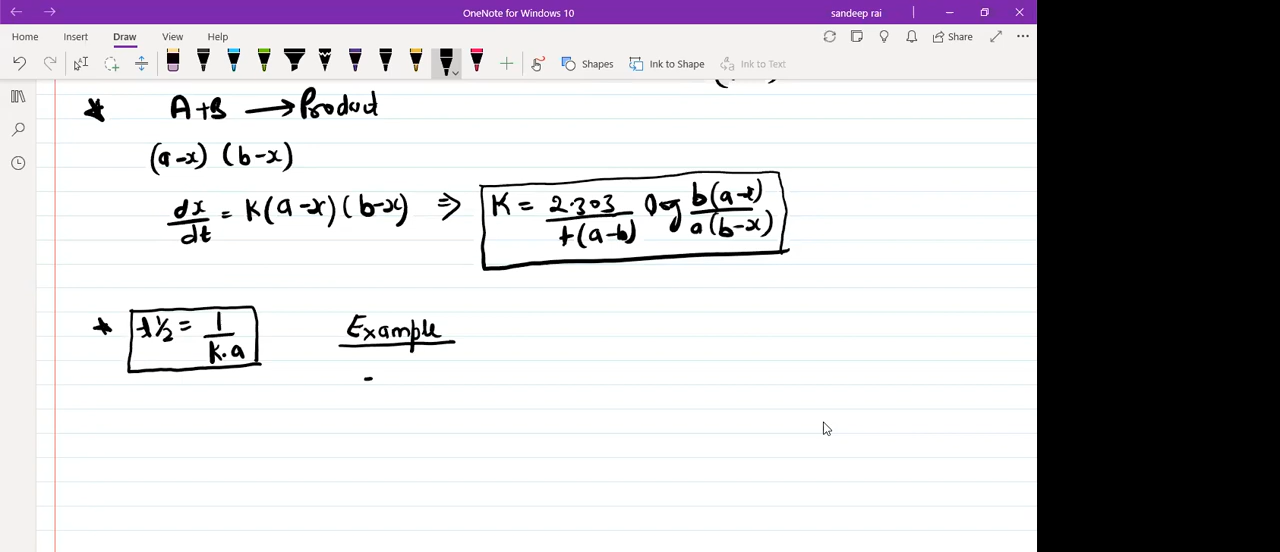 OneNote for Windows 10
sandeep rai
Home Insert Draw View Help
Share
Shapes Ink to Shape Ink to Text
★ A+B ⟶ Product
(a-x) (b-x)
dx/dt = K(a-x)(b-x) ⇒ K = 2.303/t(a-b) log b(a-x)/a(b-x)
★ t½ = 1/k.a Example
-